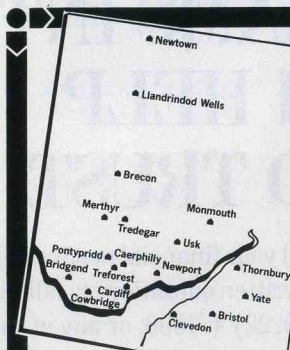 Newtown
Llandrindod Wells
Brecon
Merthyr
Monmouth
Tredegar
Usk
Pontypridd
Caerphilly
Newport
Thornbury
Bridgend
Treforest
Cardiff
Yate
Cowbridge
Bristol
Clevedon